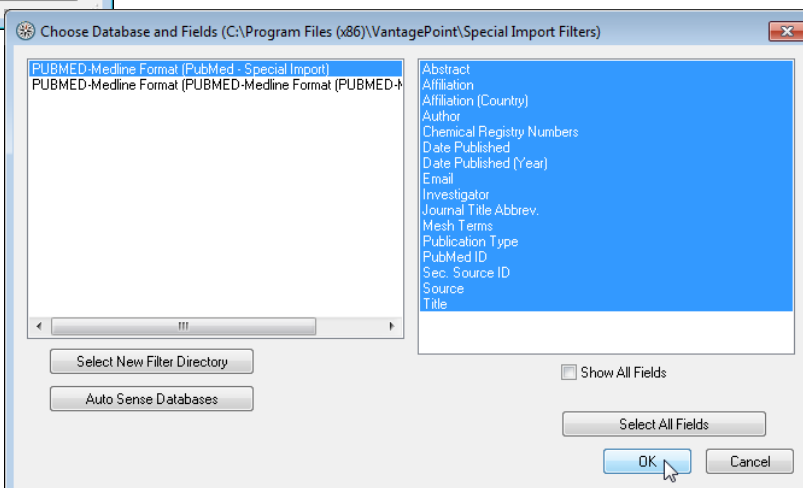 Choose Database and Fields (C:\Program Files (x86)\VantagePoint\Special Import Filters)
PUBMED-Medline Format (PubMed - Special Import)
PUBMED-Medline Format (PUBMED-Medline Format (PUBMED-M
Abstract
Affiliation
Affiliation (Country)
Author
Chemical Registry Numbers
Date Published
Date Published (Year)
Email
Investigator
Journal Title Abbrev.
Mesh Terms
Publication Type
PubMed ID
Sec. Source ID
Source
Title
Select New Filter Directory
Auto Sense Databases
Show All Fields
Select All Fields
OK
Cancel